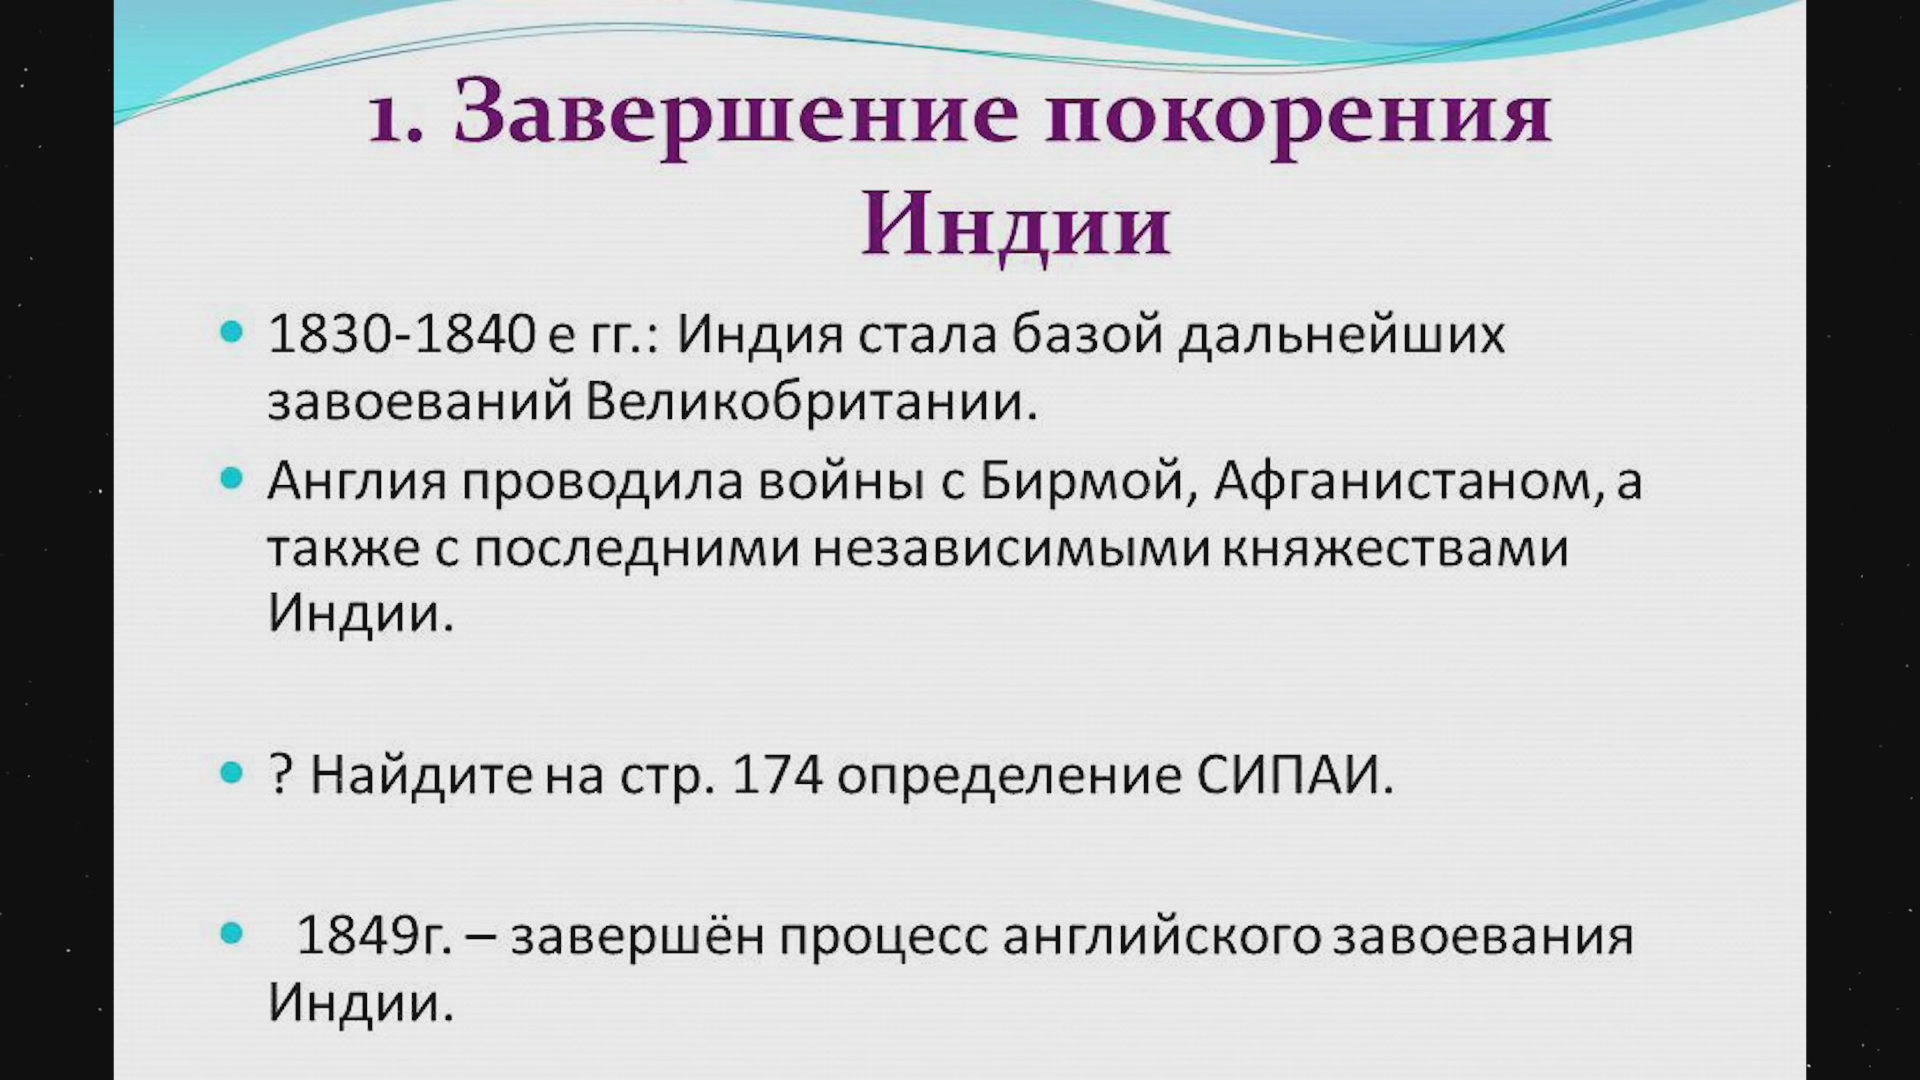 1. Завершение покорения
Индии
1830-1840 е гг.: Индия стала базой дальнейших
завоеваний Великобритании.
Англия проводила войны с Бирмой, Афганистаном, а
также с последними независимыми княжествами
Индии.
? Найдите на стр. 174 определение СИПАИ.
1849г. – завершён процесс английского завоевания
Индии.